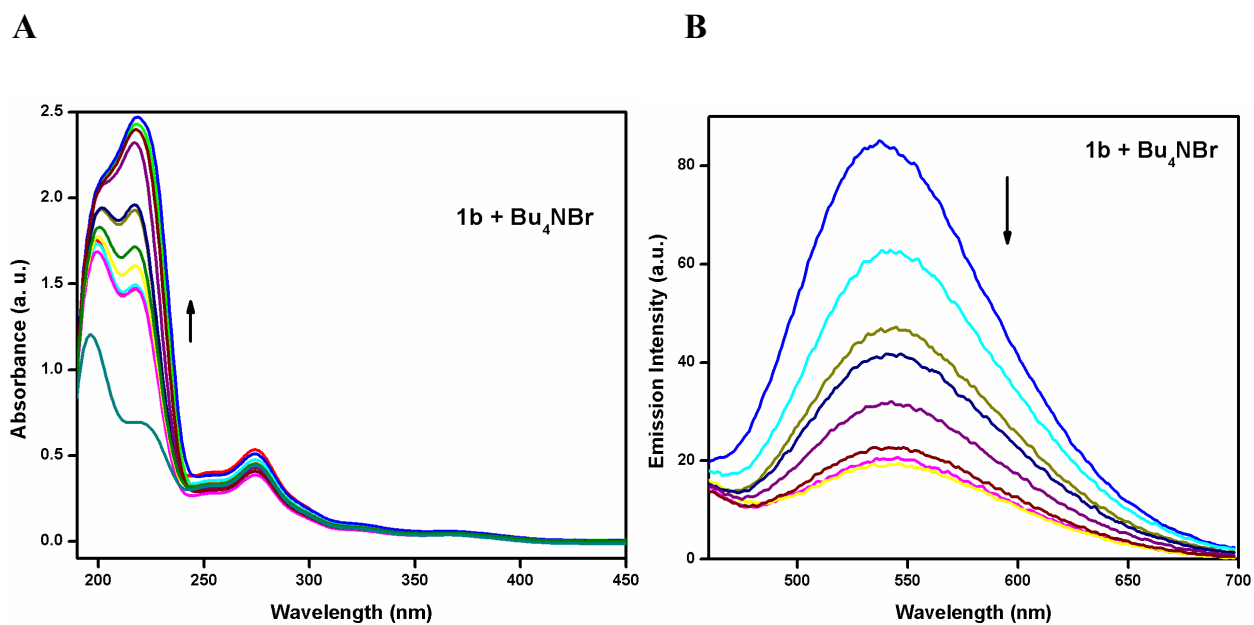 A
B
2.5
2.0
1.5
1.0
0.5
0.0
Absorbance (a. u.)
1b + Bu4NBr
200
250
300
350
400
450
Wavelength (nm)
80
60
40
20
0
Emission Intensity (a.u.)
1b + Bu4NBr
500
550
600
650
700
Wavelength (nm)